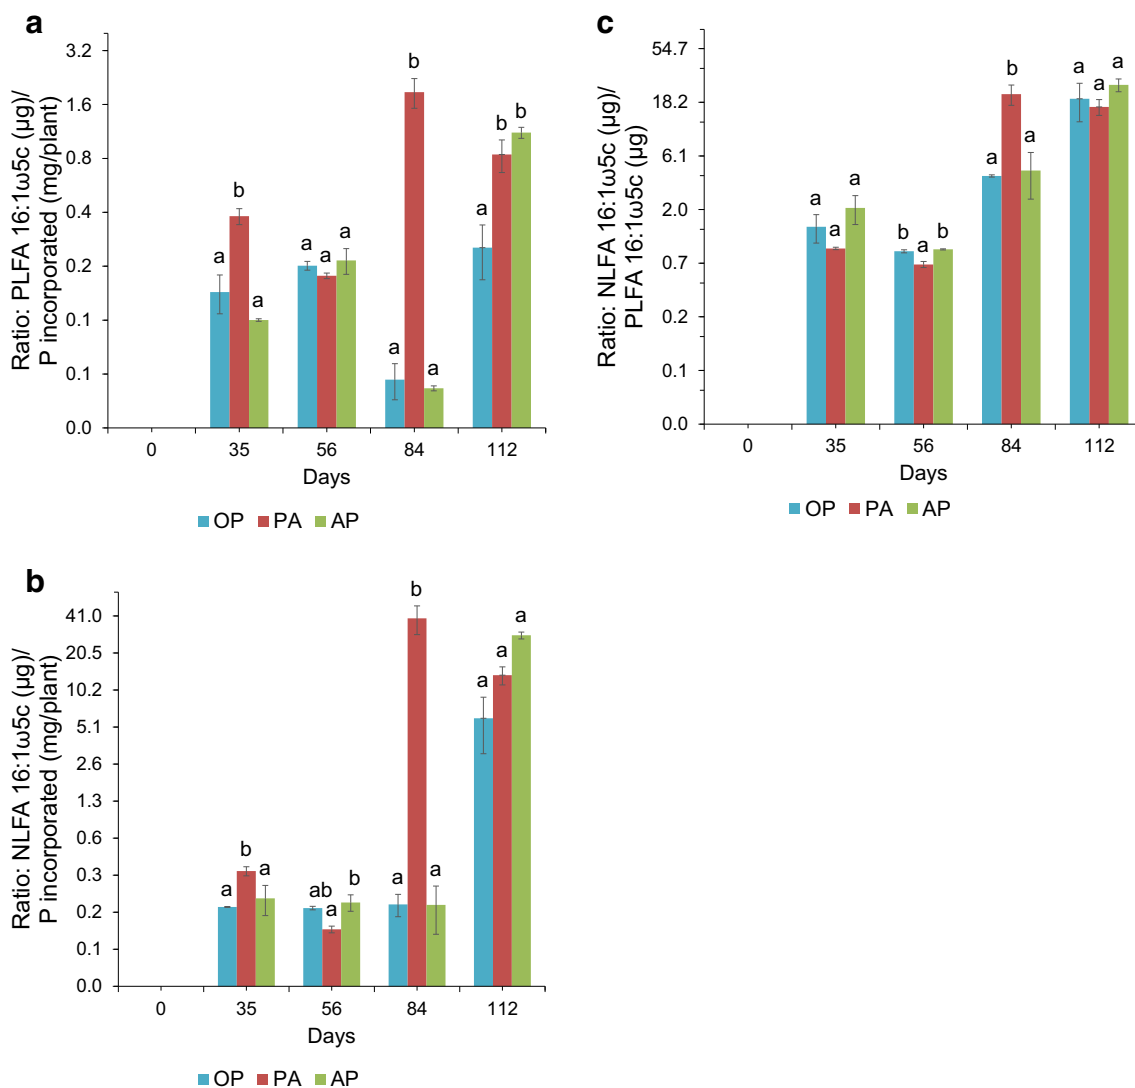 a
Ratio: PLFA 16:1ω5c (µg)/
P incorporated (mg/plant)
3.2
1.6
0.8
0.4
0.2
0.1
0.1
0.0
a b a
a a a
a b a
a b b
0 35 56 84 112
Days
OP PA AP
c
Ratio: NLFA 16:1ω5c (µg)/
PLFA 16:1ω5c (µg)
54.7
18.2
6.1
2.0
0.7
0.2
0.1
0.0
a a a
b a b
a b a
a a a
0 35 56 84 112
Days
OP PA AP
b
Ratio: NLFA 16:1ω5c (µg)/
P incorporated (mg/plant)
41.0
20.5
10.2
5.1
2.6
1.3
0.6
0.3
0.2
0.1
0.0
a b a
ab a b
a b a
a a a
0 35 56 84 112
Days
OP PA AP